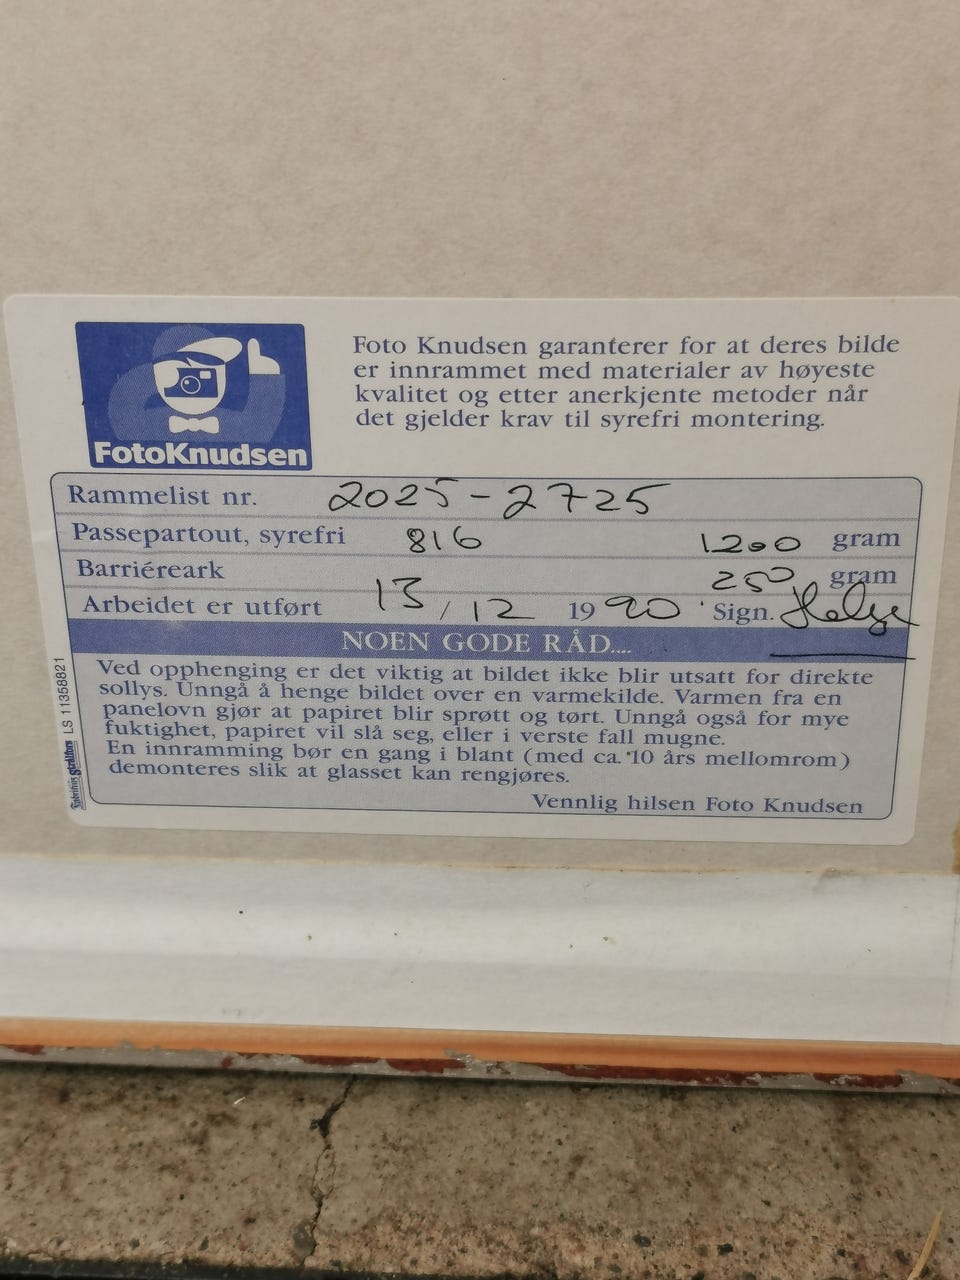 Foto Knudsen garanterer for at deres bilde
er innrammet med materialer av høyeste
kvalitet og etter anerkjente metoder når
det gjelder krav til syrefri montering.
FotoKnudsen
Rammelist nr. 2025-2725
Passepartout, syrefri 816 1200 gram
Barriéreark 250 gram
Arbeidet er utført 13/12 1990 Sign. Helge
NOEN GODE RÅD....
Ved opphenging er det viktig at bildet ikke blir utsatt for direkte
sollys. Unngå å henge bildet over en varmekilde. Varmen fra en
panelovn gjør at papiret blir sprøtt og tørt. Unngå også for mye
fuktighet, papiret vil slå seg, eller i verste fall mugne.
En innramming bør en gang i blant (med ca. 10 års mellomrom)
demonteres slik at glasset kan rengjøres.
Vennlig hilsen Foto Knudsen
LS 11358821